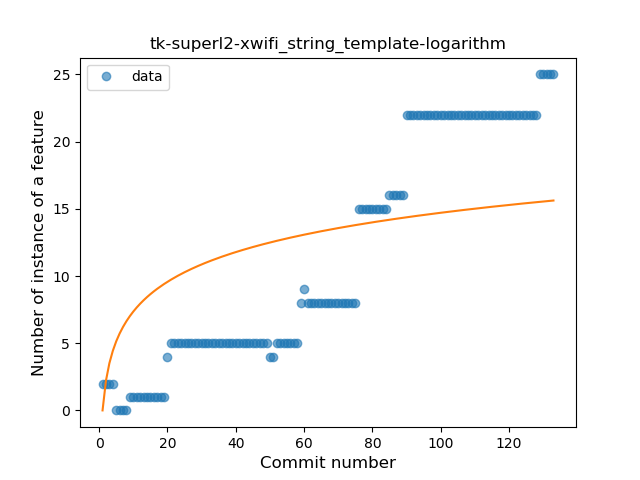 tk-superl2-xwifi_string_template-logarithm
data
Number of instance of a feature
25
20
15
10
5
0
0 20 40 60 80 100 120
Commit number